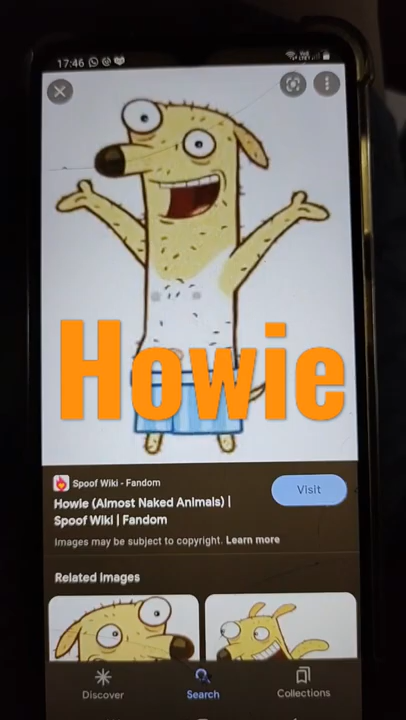 17:46
Howie
Spoof Wiki - Fandom
Visit
Howie (Almost Naked Animals) |
Spoof Wiki | Fandom
Images may be subject to copyright. Learn more
Related images
Discover
Search
Collections